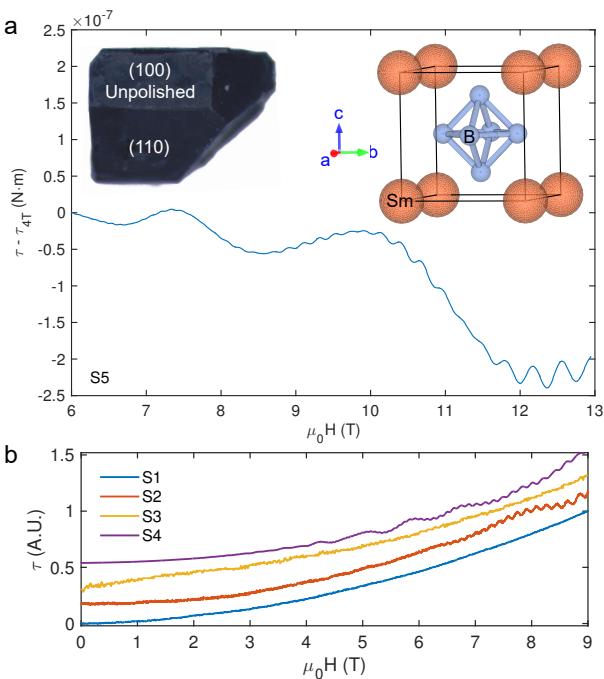 a
×10⁻⁷
2.5
2
1.5
1
0.5
0
-0.5
-1
-1.5
-2
-2.5
τ - τ4T (N·m)
(100)
Unpolished
(110)
c
a
b
B
Sm
S5
6
7
8
9
10
11
12
13
μ0H (T)
b
1.5
1
0.5
0
τ (A.U.)
S1
S2
S3
S4
0
1
2
3
4
5
6
7
8
9
μ0H (T)